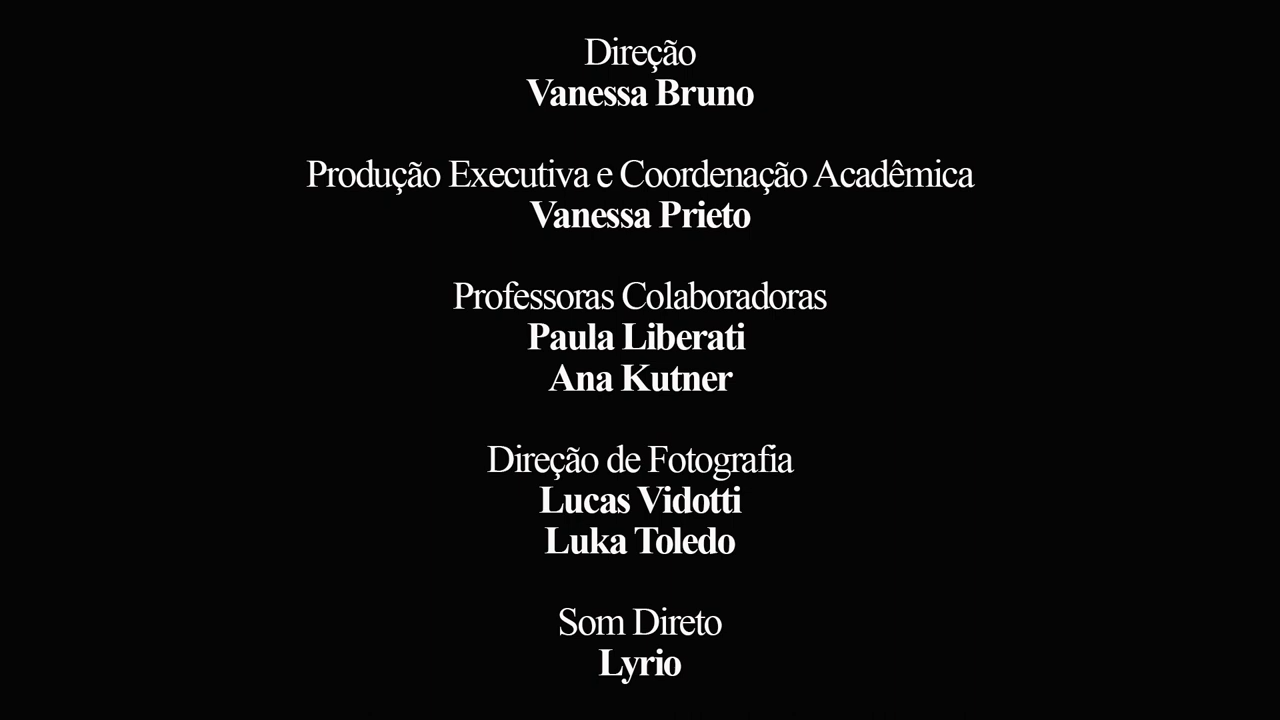 Direção
Vanessa Bruno
Produção Executiva e Coordenação Acadêmica
Vanessa Prieto
Professoras Colaboradoras
Paula Liberati
Ana Kutner
Direção de Fotografia
Lucas Vidotti
Luka Toledo
Som Direto
Lyrio